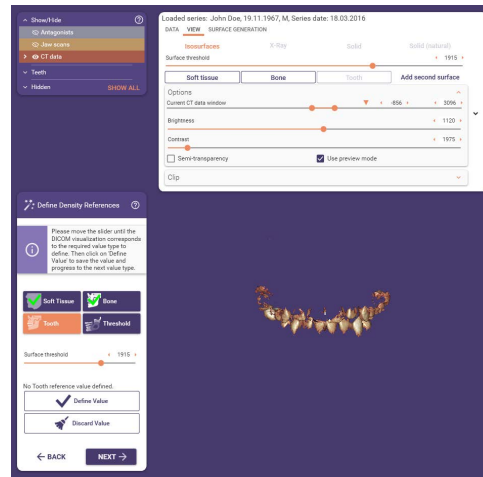 Show/Hide
Antagonists
Jaw scans
CT data
Teeth
Hidden
SHOW ALL
Loaded series: John Doe, 19.11.1967, M, Series date: 18.03.2016
DATA VIEW SURFACE GENERATION
Isosurfaces X-Ray Solid Solid (natural)
Surface threshold 1915
Soft tissue Bone Tooth Add second surface
Options
Current CT data window -856 3096
Brightness 1120
Contrast 1975
Semi-transparency Use preview mode
Clip
Define Density References
Please move the slider until the
DICOM visualization corresponds
to the required value type to
define. Then click on 'Define
Value' to save the value and
progress to the next value type.
Soft Tissue Bone
Tooth Threshold
Surface threshold 1915
No Tooth reference value defined.
Define Value
Discard Value
BACK NEXT